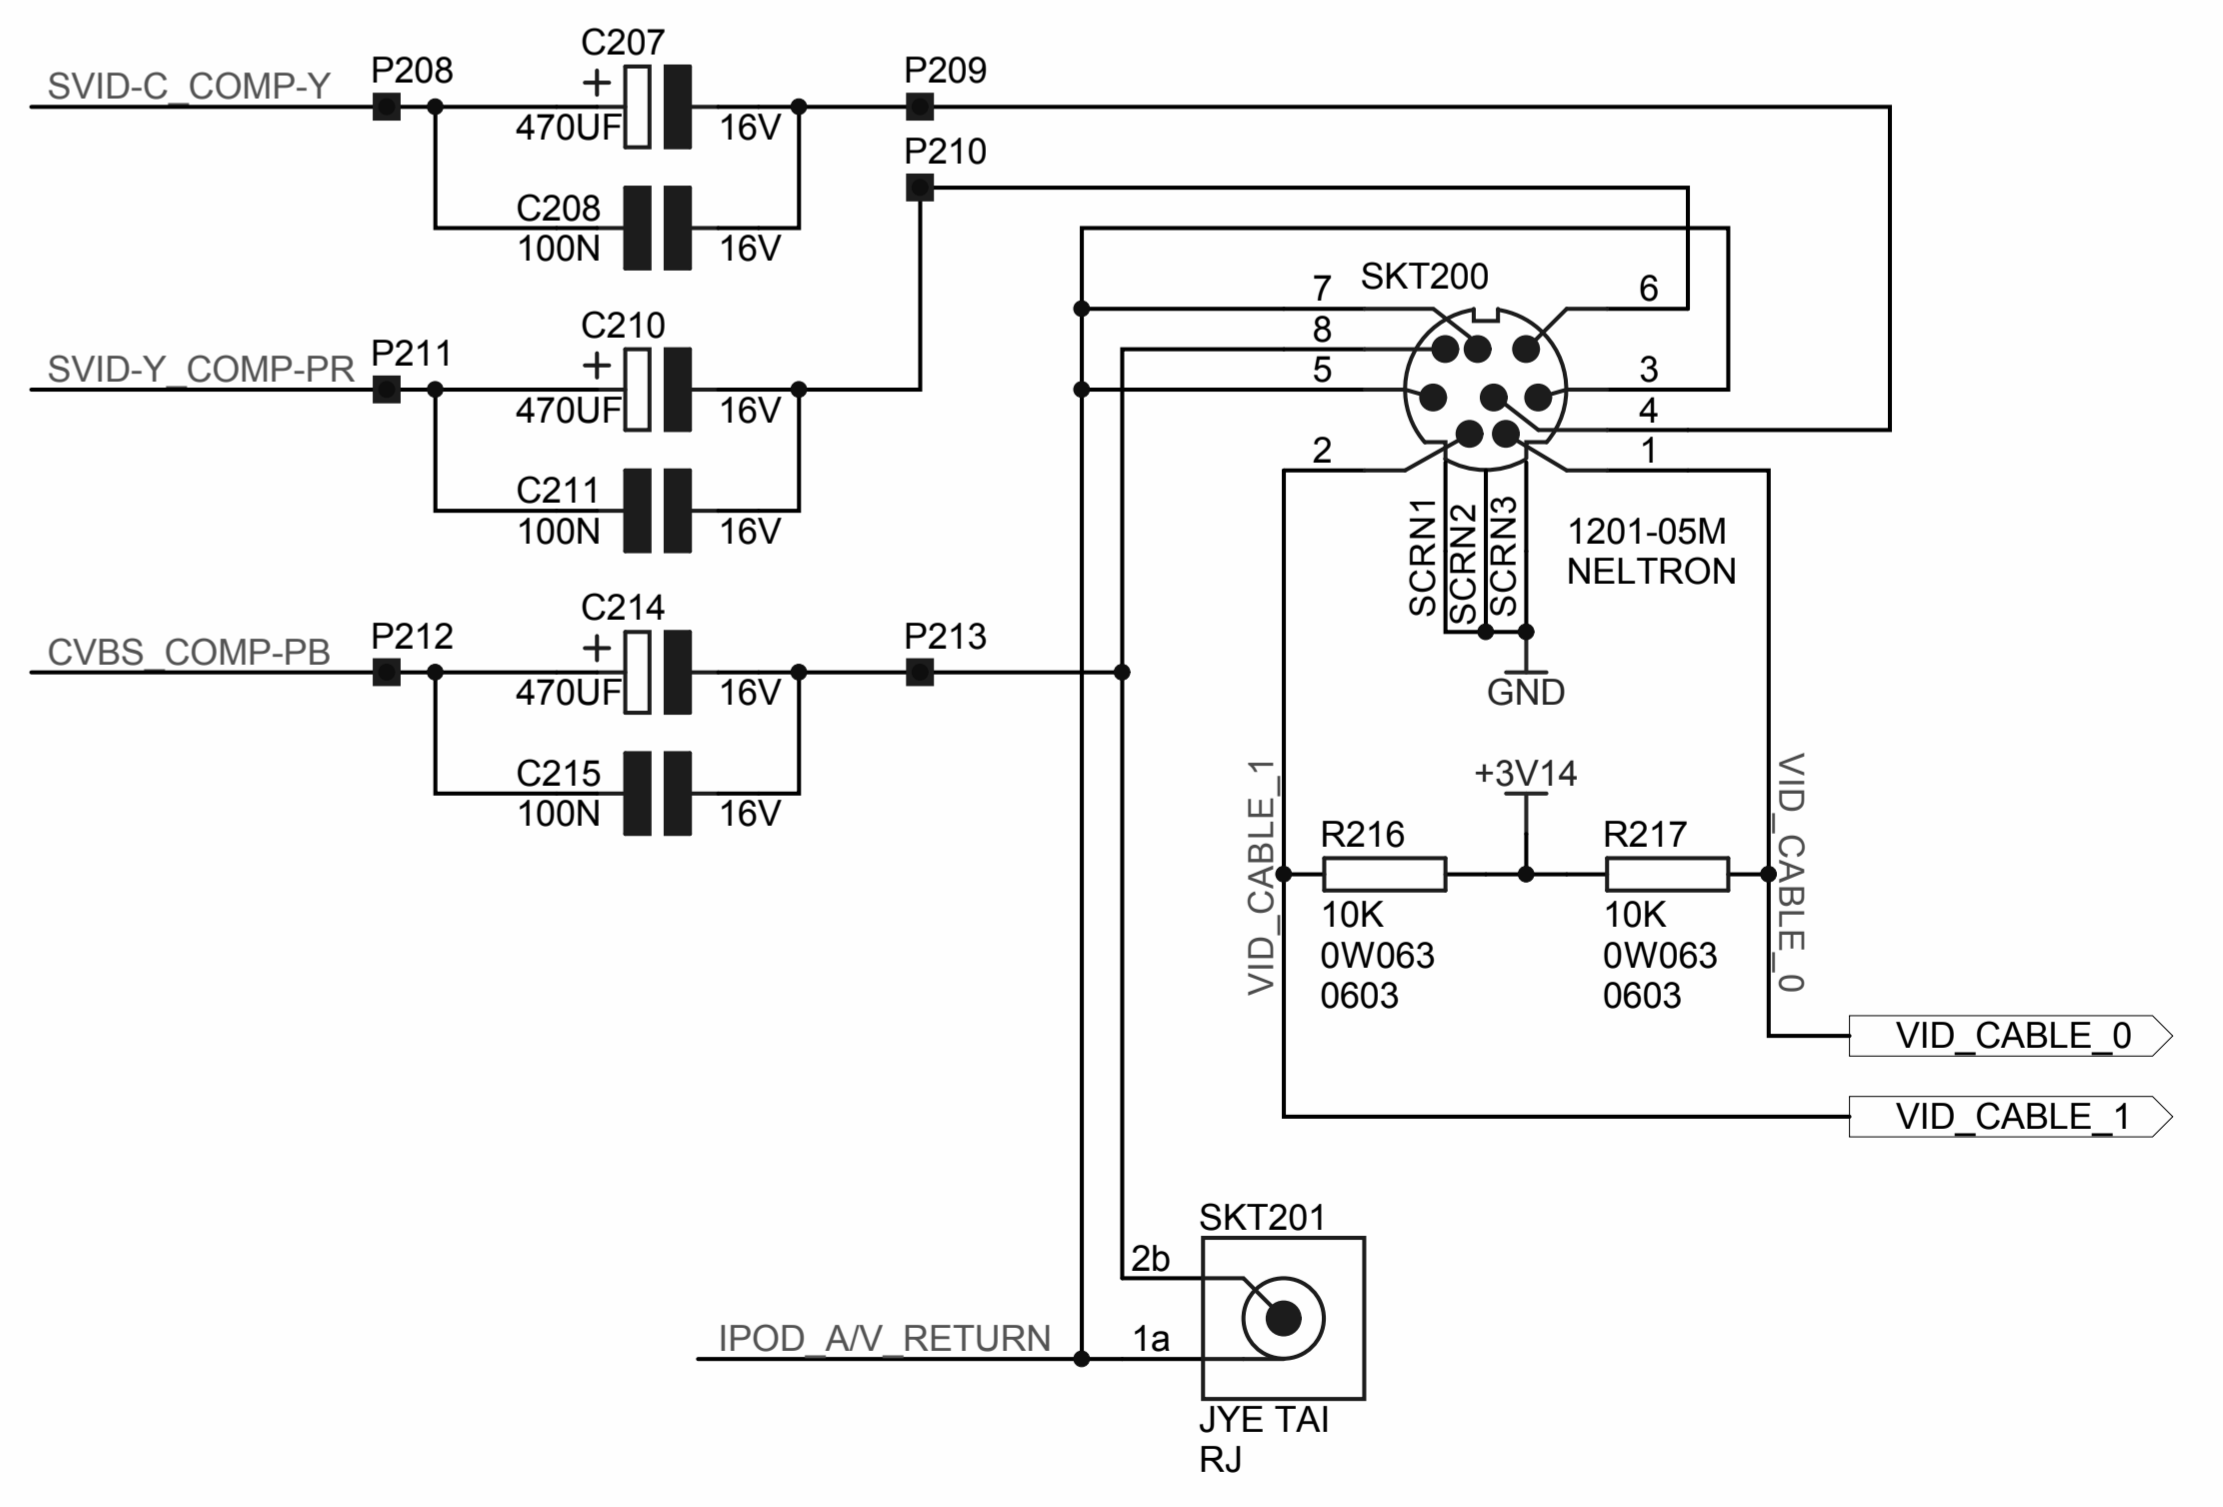 SVID-C_COMP-Y
P208
C207
+
470UF
16V
C208
100N
16V
P209
P210
SVID-Y_COMP-PR
P211
C210
+
470UF
16V
C211
100N
16V
CVBS_COMP-PB
P212
C214
+
470UF
16V
C215
100N
16V
P213
SKT200
7
8
5
2
6
3
4
1
SCRN1
SCRN2
SCRN3
1201-05M
NELTRON
GND
+3V14
VID_CABLE_1
R216
10K
0W063
0603
R217
10K
0W063
0603
VID_CABLE_0
VID_CABLE_0
VID_CABLE_1
SKT201
2b
1a
IPOD_A/V_RETURN
JYE TAI
RJ